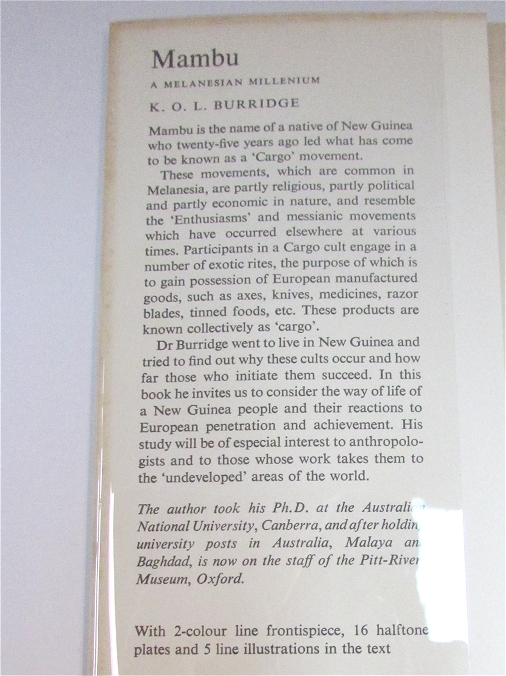 Mambu
A MELANESIAN MILLENIUM
K. O. L. BURRIDGE
Mambu is the name of a native of New Guinea
who twenty-five years ago led what has come
to be known as a ‘Cargo’ movement.
These movements, which are common in
Melanesia, are partly religious, partly political
and partly economic in nature, and resemble
the ‘Enthusiasms’ and messianic movements
which have occurred elsewhere at various
times. Participants in a Cargo cult engage in a
number of exotic rites, the purpose of which is
to gain possession of European manufactured
goods, such as axes, knives, medicines, razor
blades, tinned foods, etc. These products are
known collectively as ‘cargo’.
Dr Burridge went to live in New Guinea and
tried to find out why these cults occur and how
far those who initiate them succeed. In this
book he invites us to consider the way of life of
a New Guinea people and their reactions to
European penetration and achievement. His
study will be of especial interest to anthropolo-
gists and to those whose work takes them to
the ‘undeveloped’ areas of the world.
The author took his Ph.D. at the Australian
National University, Canberra, and after holding
university posts in Australia, Malaya and
Baghdad, is now on the staff of the Pitt-River
Museum, Oxford.
With 2-colour line frontispiece, 16 halftone
plates and 5 line illustrations in the text